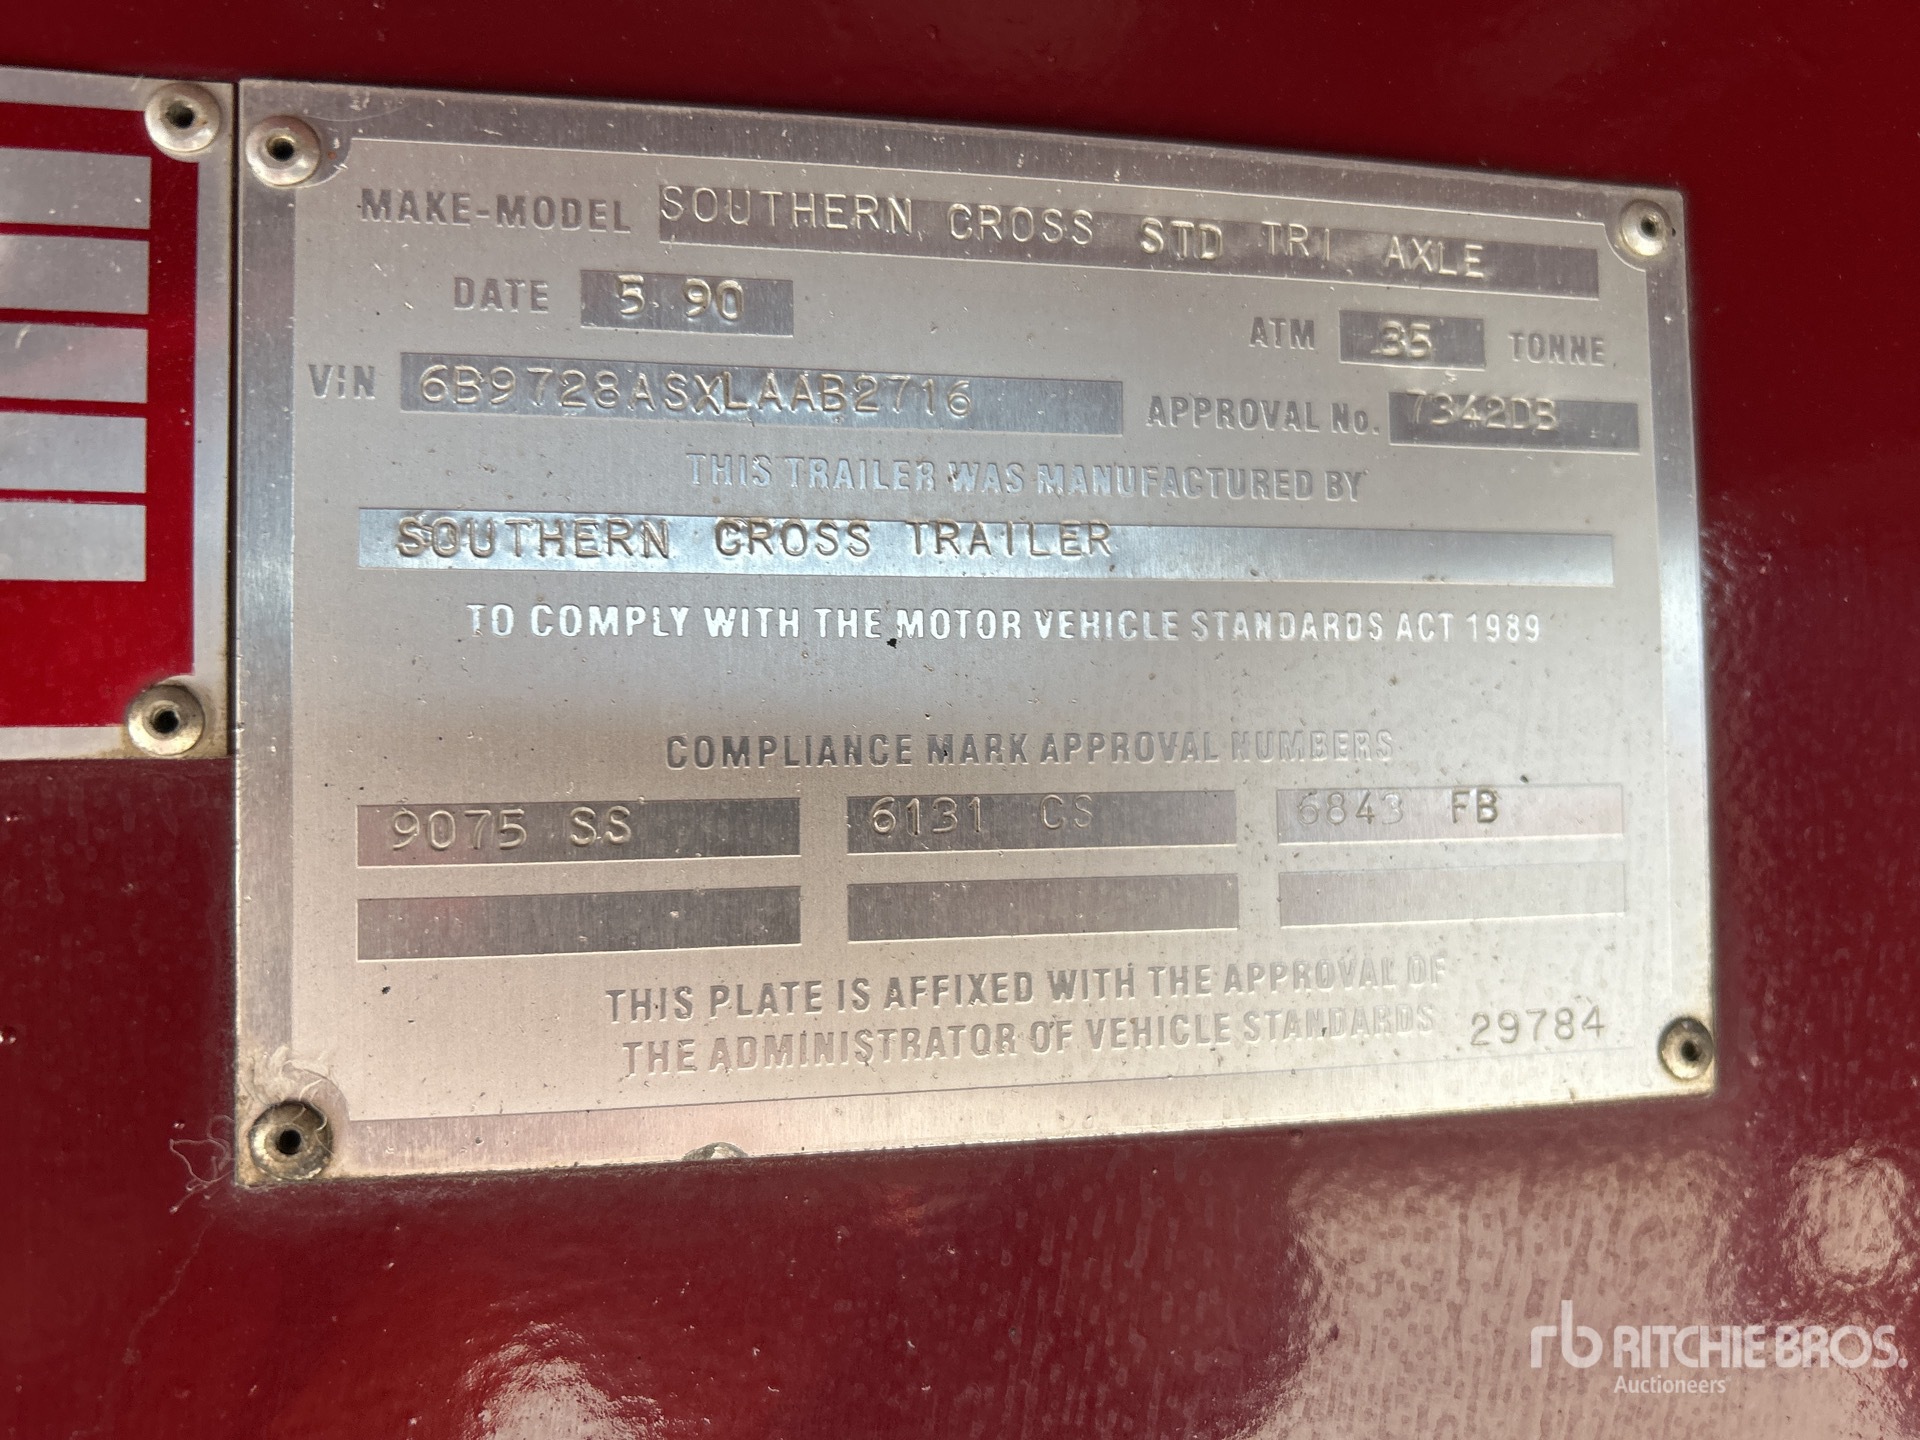 MAKE-MODEL SOUTHERN CROSS STD TRI AXLE
DATE 5 90
ATM 35 TONNE
VIN 6B9728ASXLAAB2716
APPROVAL No. 7342DB
THIS TRAILER WAS MANUFACTURED BY
SOUTHERN CROSS TRAILER
TO COMPLY WITH THE MOTOR VEHICLE STANDARDS ACT 1989
COMPLIANCE MARK APPROVAL NUMBERS
9075 SS 6131 CS 6843 FB
THIS PLATE IS AFFIXED WITH THE APPROVAL OF
THE ADMINISTRATOR OF VEHICLE STANDARDS 29784
rb RITCHIE BROS.
Auctioneers